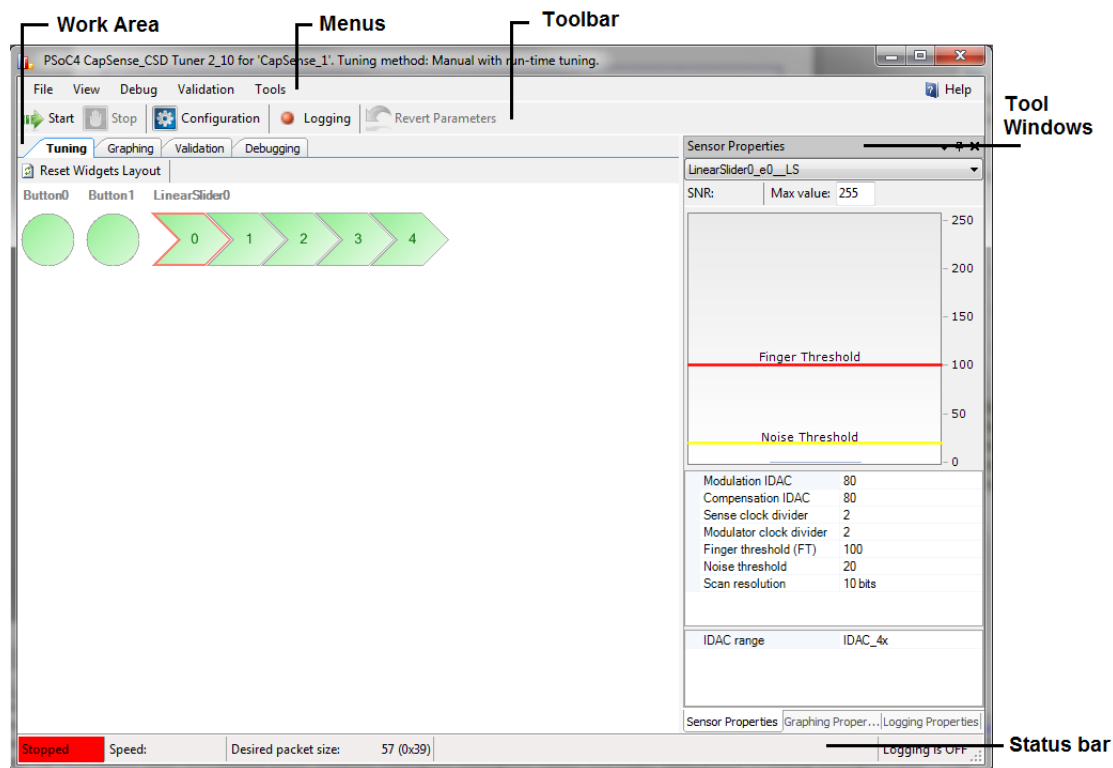 Work Area
Menus
Toolbar
PSoC4 CapSense_CSD Tuner 2_10 for 'CapSense_1'. Tuning method: Manual with run-time tuning.
File View Debug Validation Tools Help
Tool Windows
Start Stop Configuration Logging Revert Parameters
Tuning Graphing Validation Debugging
Reset Widgets Layout
Button0 Button1 LinearSlider0
0 1 2 3 4
Sensor Properties
LinearSlider0_e0__LS
SNR: Max value: 255
250
200
150
Finger Threshold
100
50
Noise Threshold
0
Modulation IDAC 80
Compensation IDAC 80
Sense clock divider 2
Modulator clock divider 2
Finger threshold (FT) 100
Noise threshold 20
Scan resolution 10 bits
IDAC range IDAC_4x
Sensor Properties Graphing Proper... Logging Properties
Stopped Speed: Desired packet size: 57 (0x39) Logging is OFF
Status bar